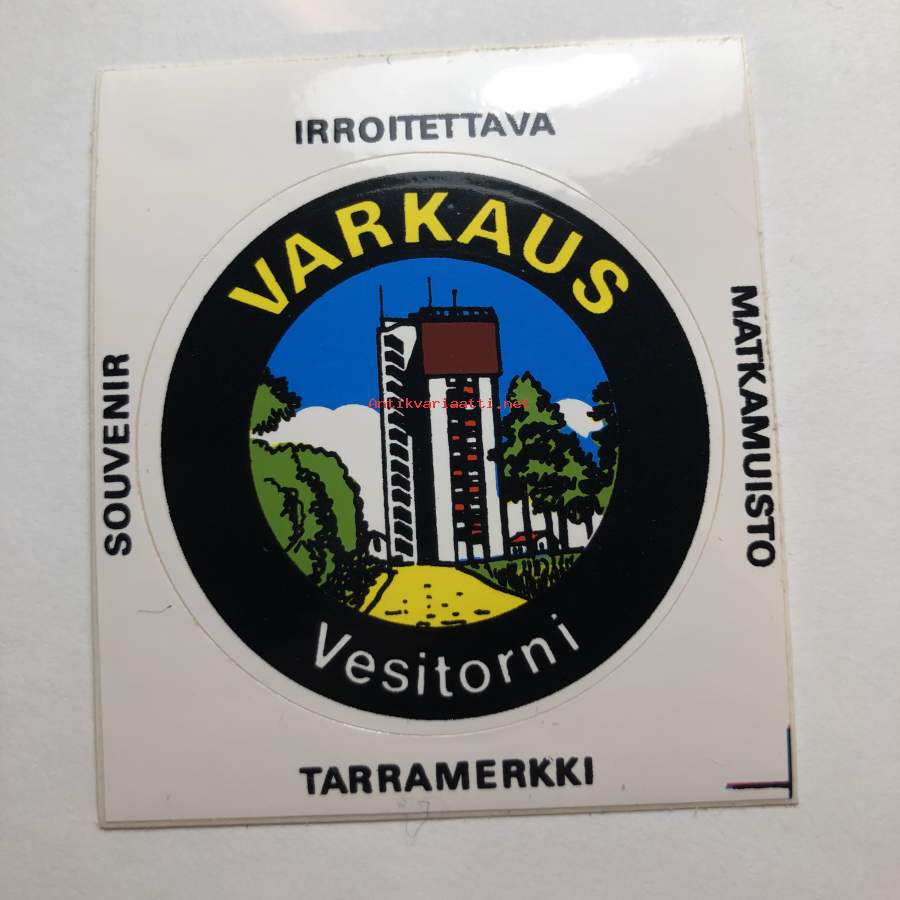 IRROITETTAVA
VARKAUS
SOUVENIR
MATKAMUISTO
Antikvariaatti.net
Vesitorni
TARRAMERKKI